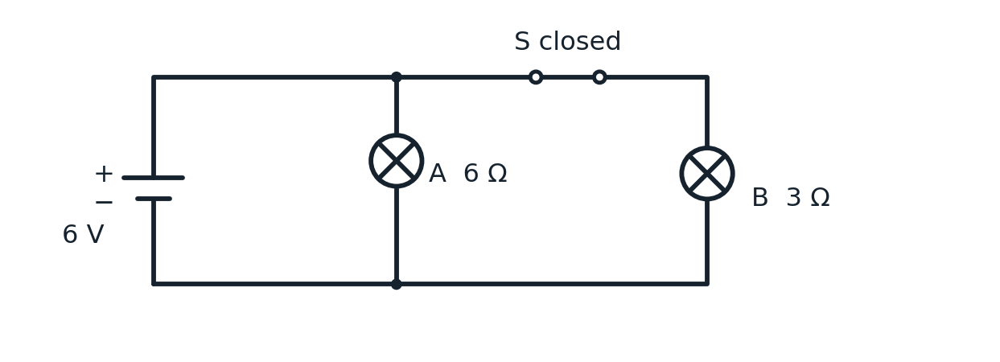 S closed
+
−
6 V
A 6 Ω
B 3 Ω